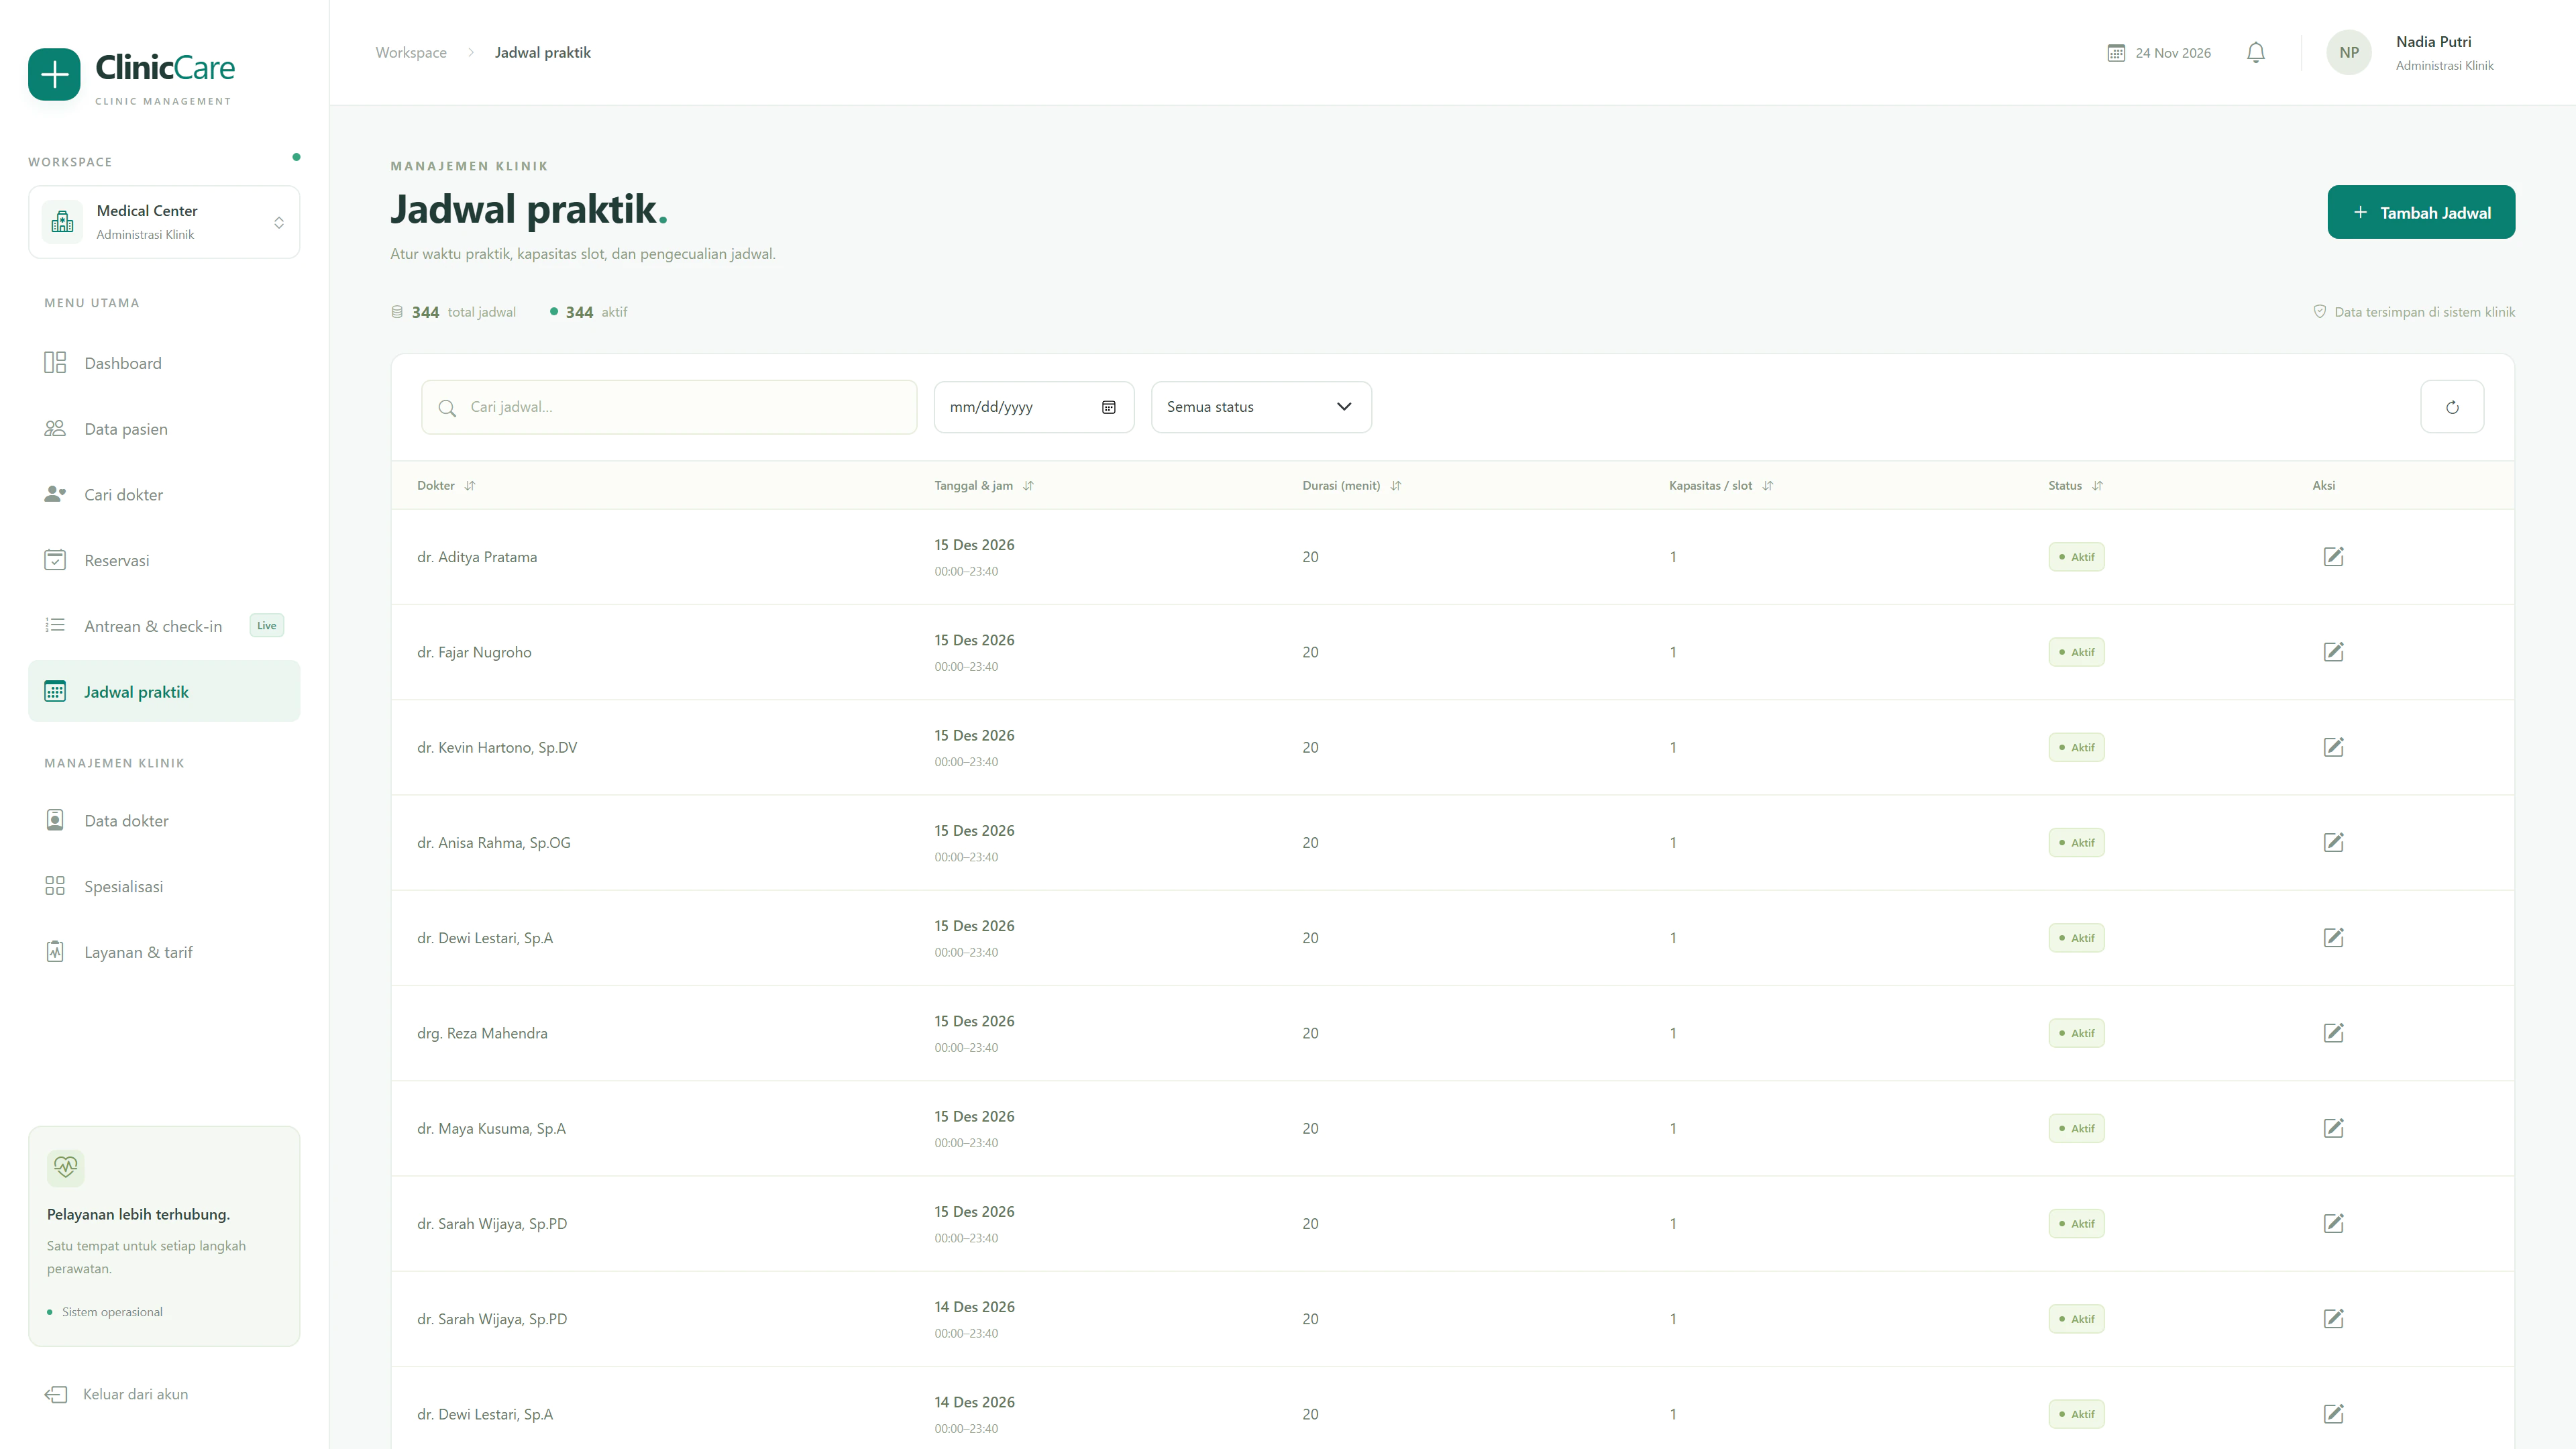 ClinicCare
CLINIC MANAGEMENT
WORKSPACE
Medical Center
Administrasi Klinik
MENU UTAMA
Dashboard
Data pasien
Cari dokter
Reservasi
Antrean & check-in Live
Jadwal praktik
MANAJEMEN KLINIK
Data dokter
Spesialisasi
Layanan & tarif
Pelayanan lebih terhubung.
Satu tempat untuk setiap langkah
perawatan.
Sistem operasional
Keluar dari akun
Workspace Jadwal praktik
24 Nov 2026
NP
Nadia Putri
Administrasi Klinik
MANAJEMEN KLINIK
Jadwal praktik.
Atur waktu praktik, kapasitas slot, dan pengecualian jadwal.
Tambah Jadwal
344 total jadwal 344 aktif
Data tersimpan di sistem klinik
Cari jadwal... mm/dd/yyyy Semua status
Dokter Tanggal & jam Durasi (menit) Kapasitas / slot Status Aksi
dr. Aditya Pratama 15 Des 2026 20 1 Aktif
00:00–23:40
dr. Fajar Nugroho 15 Des 2026 20 1 Aktif
00:00–23:40
dr. Kevin Hartono, Sp.DV 15 Des 2026 20 1 Aktif
00:00–23:40
dr. Anisa Rahma, Sp.OG 15 Des 2026 20 1 Aktif
00:00–23:40
dr. Dewi Lestari, Sp.A 15 Des 2026 20 1 Aktif
00:00–23:40
drg. Reza Mahendra 15 Des 2026 20 1 Aktif
00:00–23:40
dr. Maya Kusuma, Sp.A 15 Des 2026 20 1 Aktif
00:00–23:40
dr. Sarah Wijaya, Sp.PD 15 Des 2026 20 1 Aktif
00:00–23:40
dr. Sarah Wijaya, Sp.PD 14 Des 2026 20 1 Aktif
00:00–23:40
dr. Dewi Lestari, Sp.A 14 Des 2026 20 1 Aktif
00:00–23:40